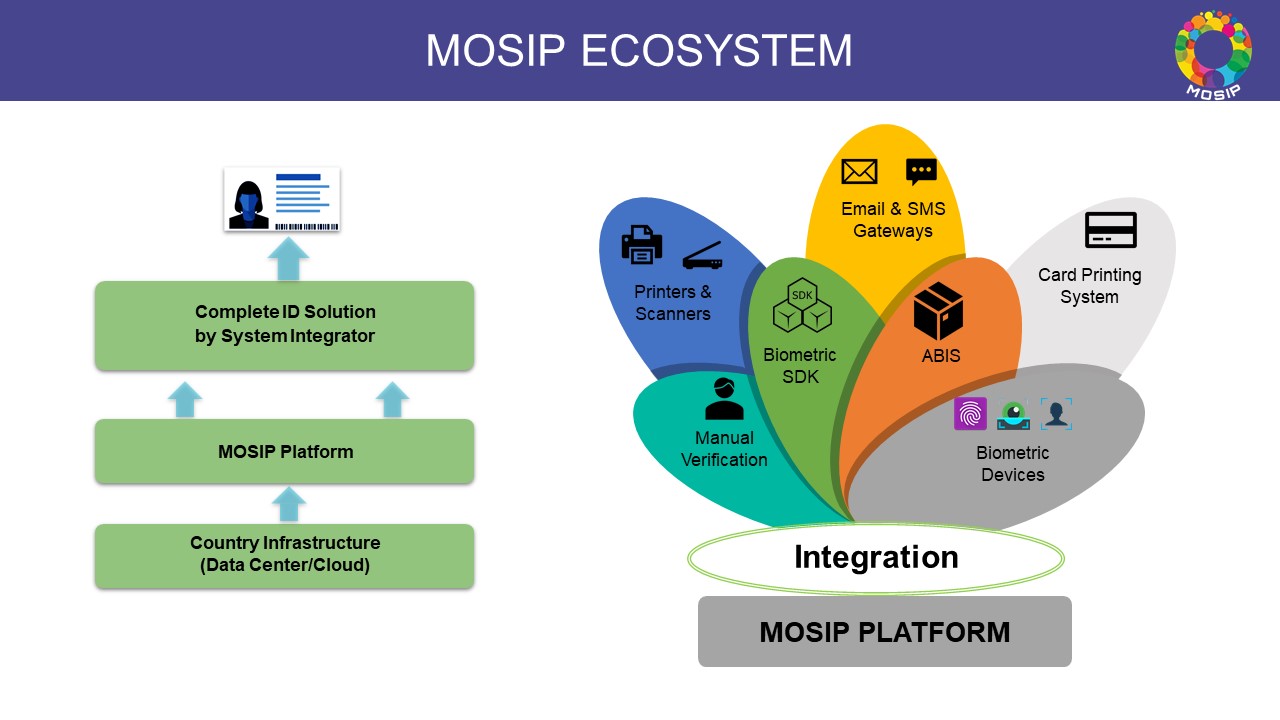 MOSIP ECOSYSTEM
MOSIP
Complete ID Solution
by System Integrator
MOSIP Platform
Country Infrastructure
(Data Center/Cloud)
Email & SMS
Gateways
Printers &
Scanners
Card Printing
System
SDK
Biometric
SDK
ABIS
Manual
Verification
Biometric
Devices
Integration
MOSIP PLATFORM